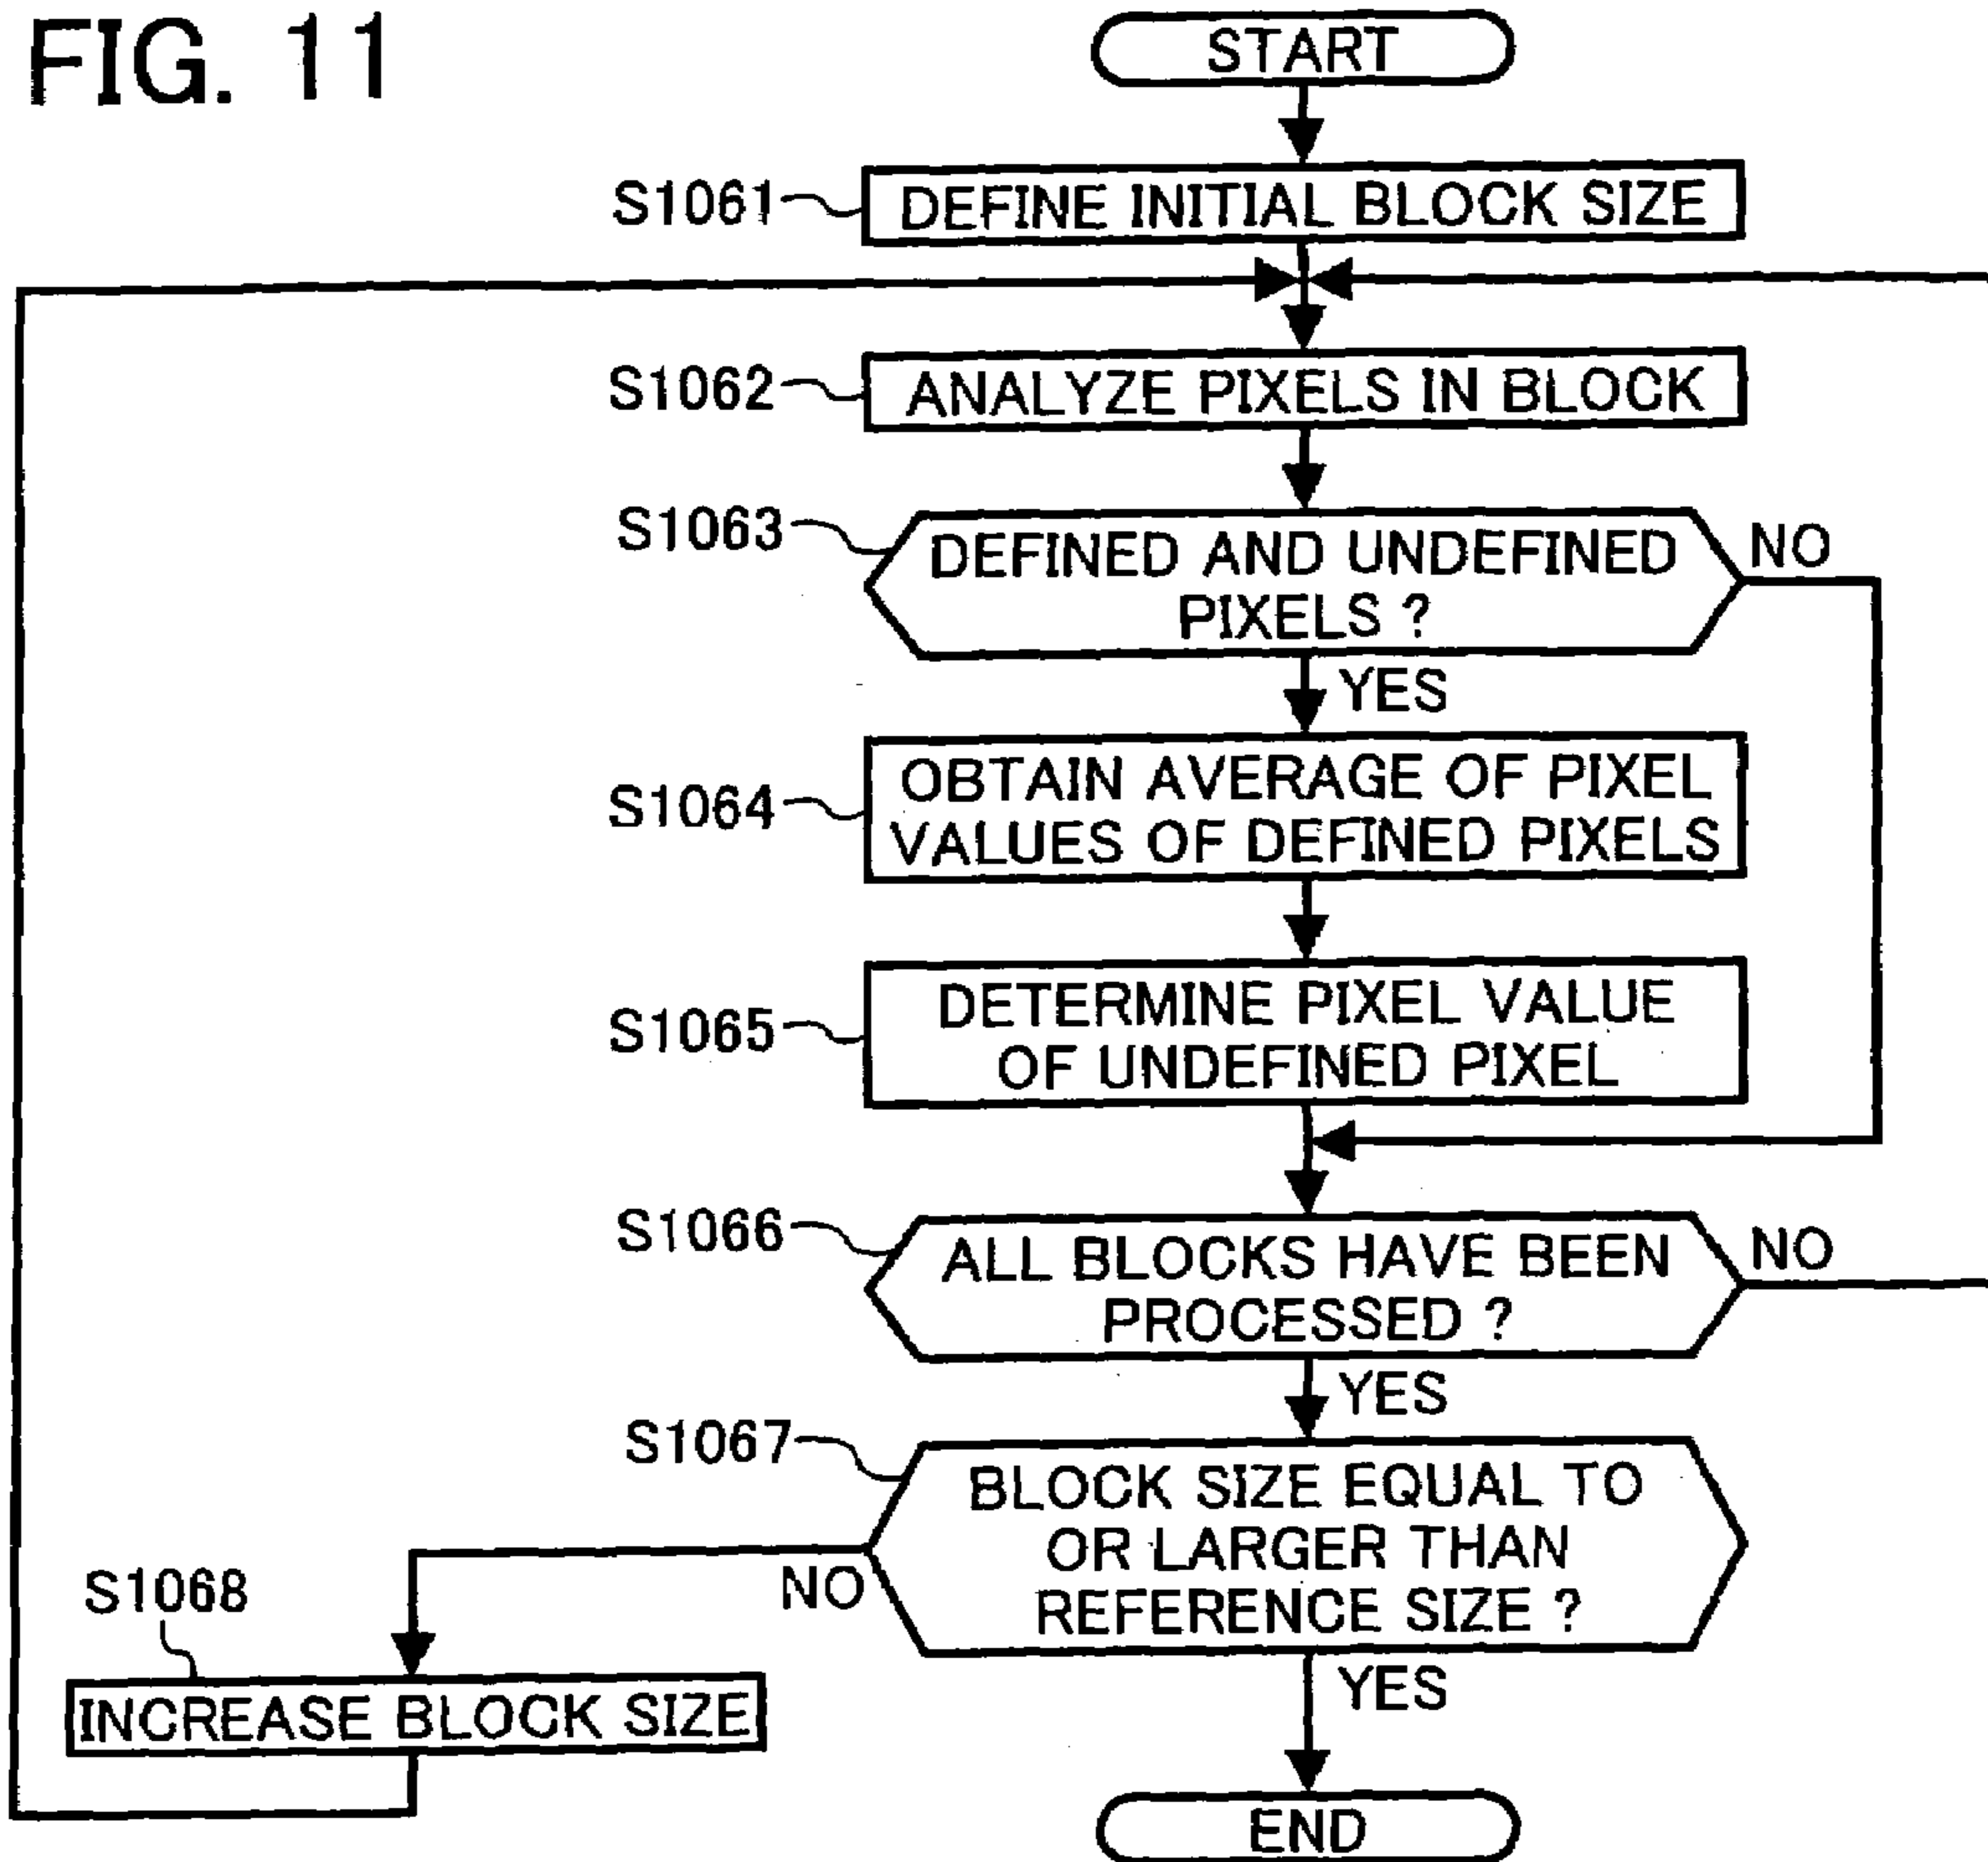 FIG. 11
START
S1061
DEFINE INITIAL BLOCK SIZE
S1062
ANALYZE PIXELS IN BLOCK
S1063
DEFINED AND UNDEFINED
PIXELS ?
NO
YES
S1064
OBTAIN AVERAGE OF PIXEL
VALUES OF DEFINED PIXELS
S1065
DETERMINE PIXEL VALUE
OF UNDEFINED PIXEL
S1066
ALL BLOCKS HAVE BEEN
PROCESSED ?
NO
YES
S1067
BLOCK SIZE EQUAL TO
OR LARGER THAN
REFERENCE SIZE ?
NO
S1068
INCREASE BLOCK SIZE
YES
END